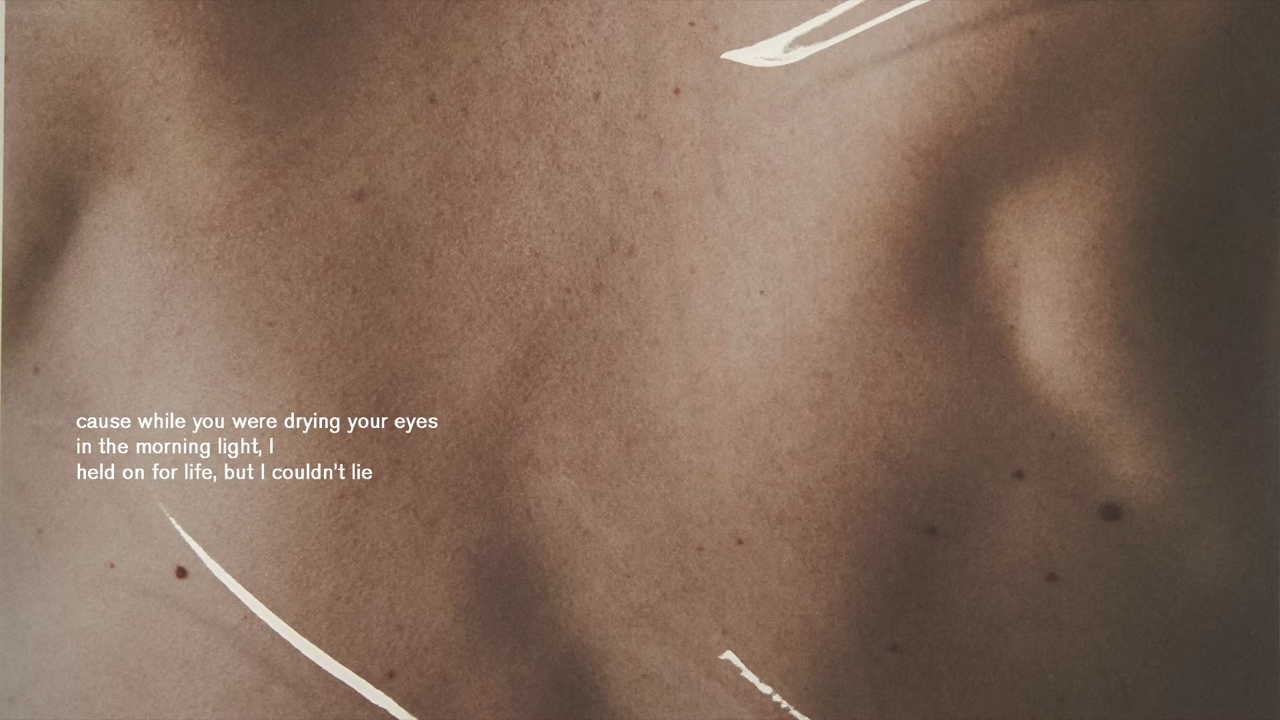 cause while you were drying your eyes
in the morning light, I
held on for life, but I couldn't lie